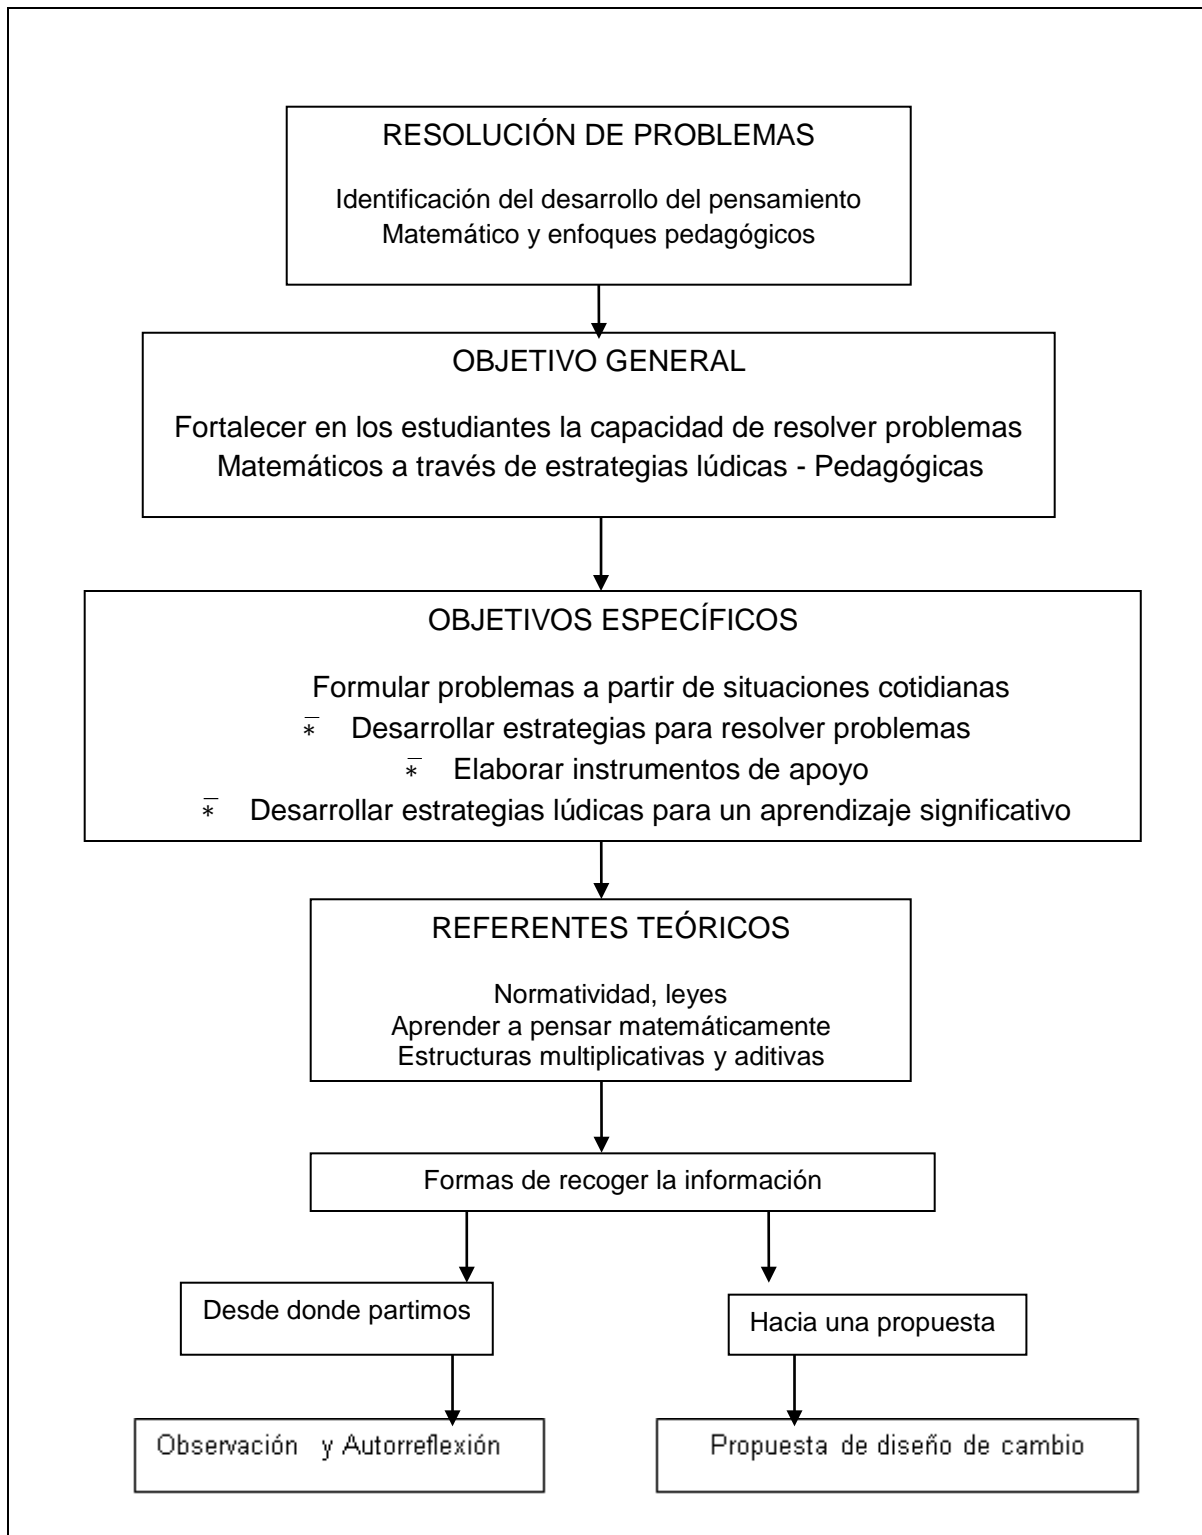 RESOLUCIÓN DE PROBLEMAS
Identificación del desarrollo del pensamiento
Matemático y enfoques pedagógicos
OBJETIVO GENERAL
Fortalecer en los estudiantes la capacidad de resolver problemas
Matemáticos a través de estrategias lúdicas - Pedagógicas
OBJETIVOS ESPECÍFICOS
Formular problemas a partir de situaciones cotidianas
* Desarrollar estrategias para resolver problemas
* Elaborar instrumentos de apoyo
* Desarrollar estrategias lúdicas para un aprendizaje significativo
REFERENTES TEÓRICOS
Normatividad, leyes
Aprender a pensar matemáticamente
Estructuras multiplicativas y aditivas
Formas de recoger la información
Desde donde partimos
Hacia una propuesta
Observación y Autorreflexión
Propuesta de diseño de cambio